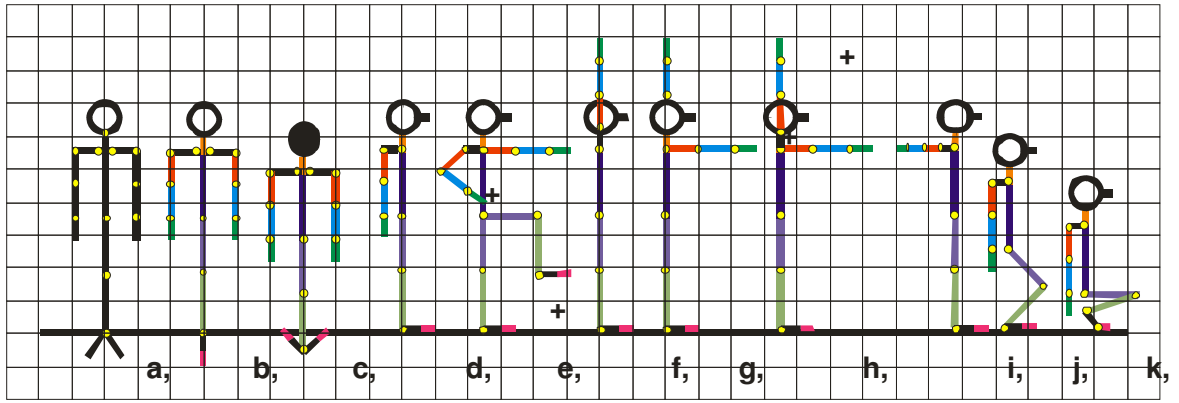 a, b, c, d, e, f, g, h, i, j, k,